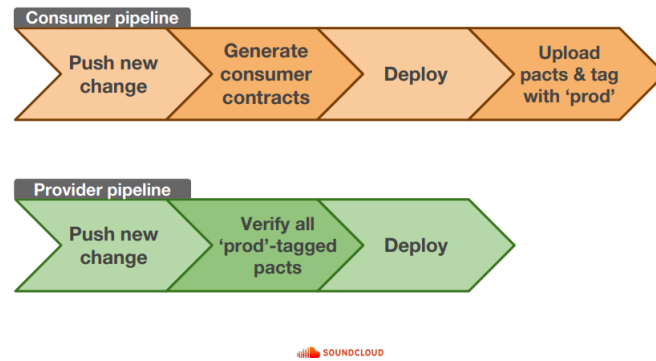 Consumer pipeline
Push new
change
Generate
consumer
contracts
Deploy
Upload
pacts & tag
with ‘prod’
Provider pipeline
Push new
change
Verify all
‘prod’-tagged
pacts
Deploy
SOUNDCLOUD